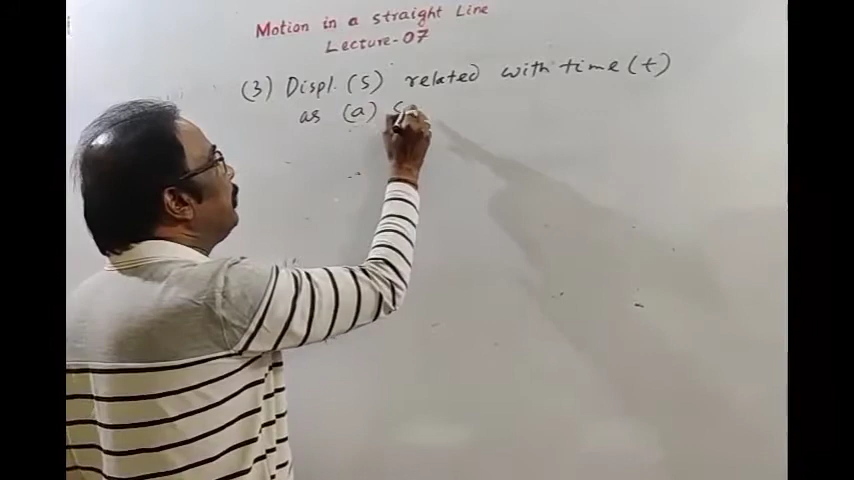 Motion in a straight Line
Lecture-07
(3) Displ. (S) related with time (t)
as (a) S